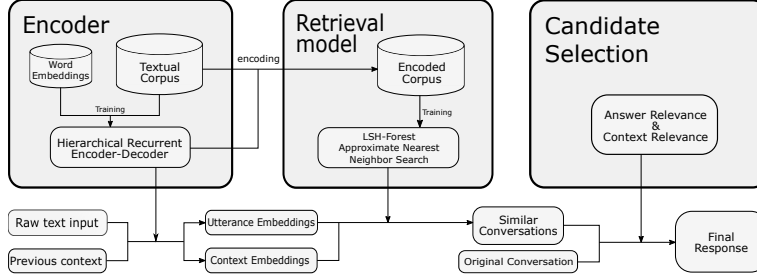 Encoder
Word
Embeddings
Textual
Corpus
Training
Hierarchical Recurrent
Encoder-Decoder
encoding
Retrieval
model
Encoded
Corpus
Training
LSH-Forest
Approximate Nearest
Neighbor Search
Candidate
Selection
Answer Relevance
&
Context Relevance
Raw text input
Previous context
Utterance Embeddings
Context Embeddings
Similar
Conversations
Original Conversation
Final
Response